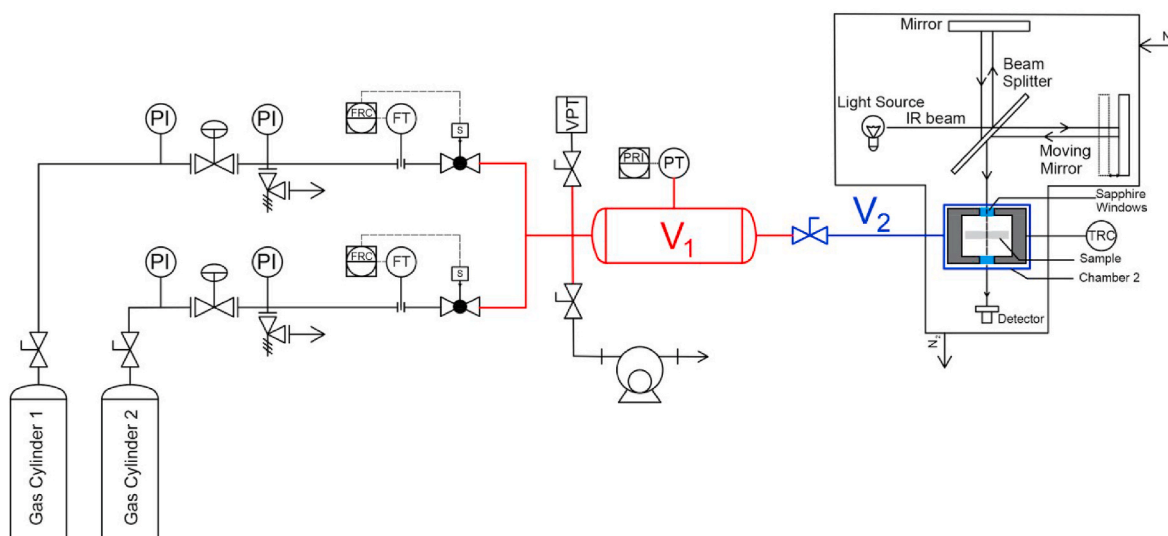 Mirror
N
Beam
Splitter
Light Source
IR beam
Moving
Mirror
PI
PI
FRC
FT
S
VPT
PRI
PT
V1
V2
Sapphire
Windows
TRC
Sample
Chamber 2
Detector
N2
PI
PI
FRC
FT
S
Gas Cylinder 1
Gas Cylinder 2